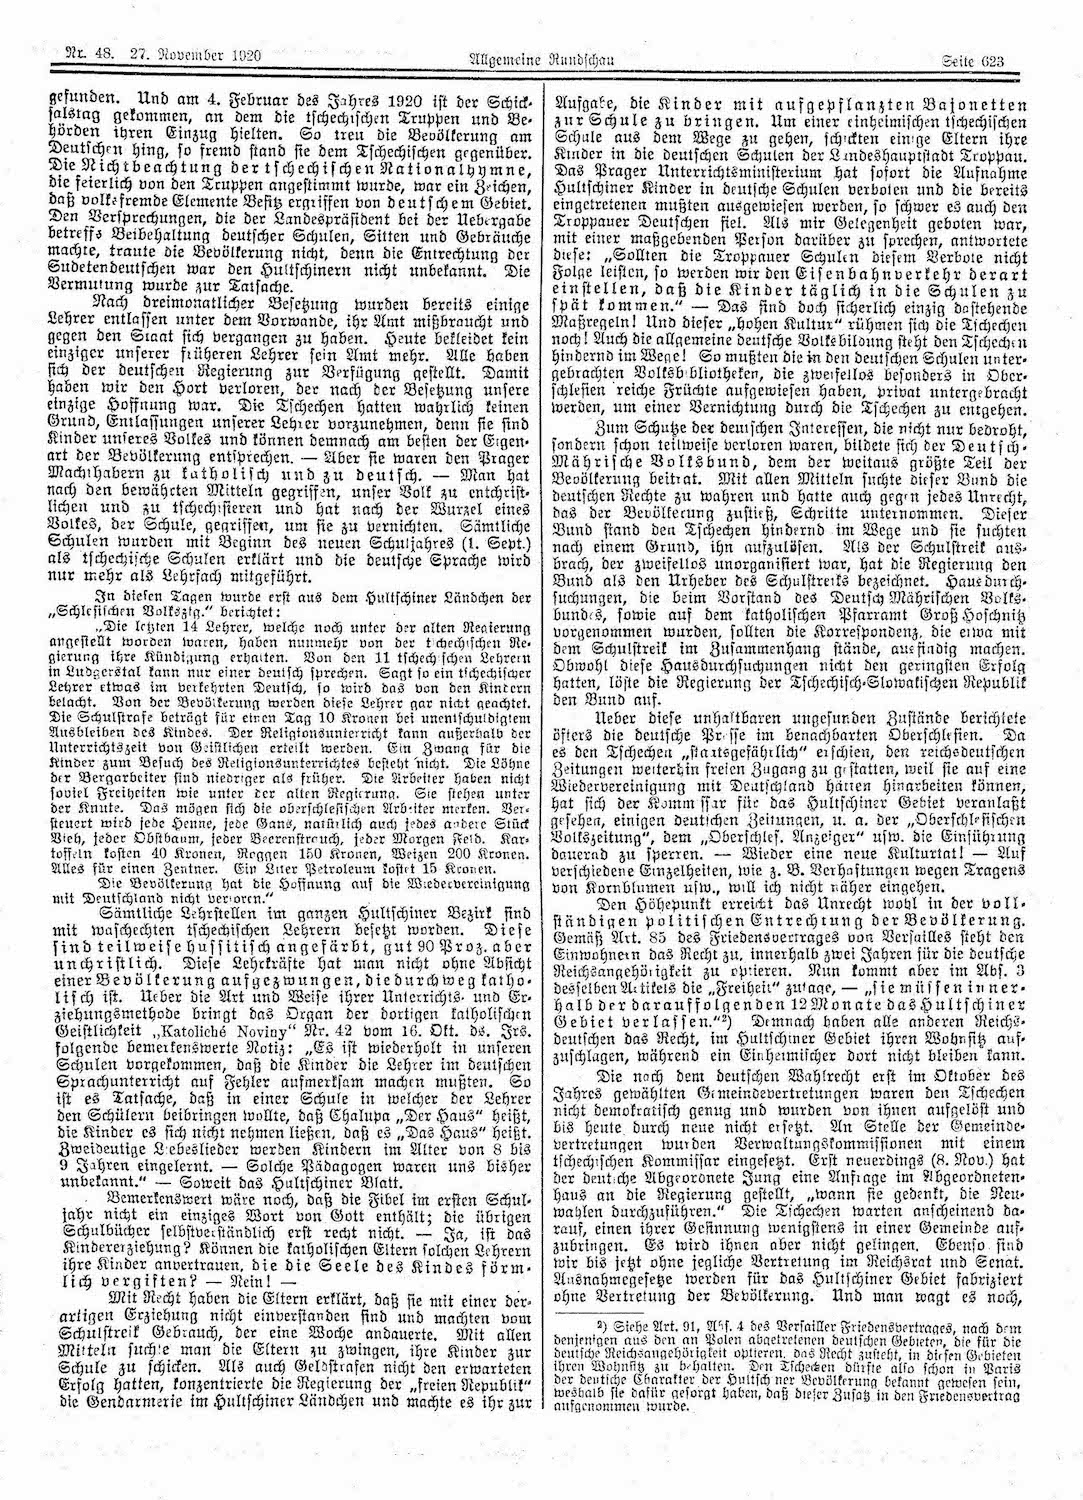 Nr. 48. 27. November 1920
Allgemeine Rundschau
Seite 623
gefunden. Und am 4. Februar des Jahres 1920 ist der Schick-
salstag gekommen, an dem die tschechischen Truppen und Be-
hörden ihren Einzug hielten. So treu die Bevölkerung am
Deutschen hing, so fremd stand sie dem Tschechischen gegenüber.
Die Nichtbeachtung der tschechischen Nationalhymne,
die feierlich von den Truppen angestimmt wurde, war ein Zeichen,
daß volksfremde Elemente Besitz ergriffen von deutschem Gebiet.
Den Versprechungen, die der Landespräsident bei der Uebergabe
betreffs Beibehaltung deutscher Schulen, Sitten und Gebräuche
machte, traute die Bevölkerung nicht, denn die Entrechtung der
Sudetendeutschen war den Hultschinern nicht unbekannt. Die
Vermutung wurde zur Tatsache.
Nach dreimonatlicher Besetzung wurden bereits einige
Lehrer entlassen unter dem Vorwande, ihr Amt mißbraucht und
gegen den Staat sich vergangen zu haben. Heute bekleidet kein
einziger unserer früheren Lehrer sein Amt mehr. Alle haben
sich der deutschen Regierung zur Verfügung gestellt. Damit
haben wir den Hort verloren, der nach der Besetzung unsere
einzige Hoffnung war. Die Tschechen hatten wahrlich keinen
Grund, Entlassungen unserer Lehrer vorzunehmen, denn sie sind
Kinder unseres Volkes und können demnach am besten der Eigen-
art der Bevölkerung entsprechen. — Aber sie waren den Prager
Machthabern zu katholisch und zu deutsch. — Man hat
nach den bewährten Mitteln gegriffen, unser Volk zu entchrist-
lichen und zu tschechisieren und hat nach der Wurzel eines
Volkes, der Schule, gegriffen, um sie zu vernichten. Sämtliche
Schulen wurden mit Beginn des neuen Schuljahres (1. Sept.)
als tschechische Schulen erklärt und die deutsche Sprache wird
nur mehr als Lehrfach mitgeführt.
In diesen Tagen wurde erst aus dem Hultschiner Ländchen der
„Schlesischen Volksztg.“ berichtet:
„Die letzten 14 Lehrer, welche noch unter der alten Regierung
angestellt worden waren, haben nunmehr von der tschechischen Re-
gierung ihre Kündigung erhalten. Von den 11 tschechischen Lehrern
in Ludgerstal kann nur einer deutsch sprechen. Sagt so ein tschechischer
Lehrer etwas im verkehrten Deutsch, so wird das von den Kindern
belacht. Von der Bevölkerung werden diese Lehrer gar nicht geachtet.
Die Schulstrafe beträgt für einen Tag 10 Kronen bei unentschuldigtem
Ausbleiben des Kindes. Der Religionsunterricht kann außerhalb der
Unterrichtszeit von Geistlichen erteilt werden. Ein Zwang für die
Kinder zum Besuch des Religionsunterrichtes besteht nicht. Die Löhne
der Bergarbeiter sind niedriger als früher. Die Arbeiter haben nicht
soviel Freiheiten wie unter der alten Regierung. Sie stehen unter
der Knute. Das mögen sich die oberschlesischen Arbeiter merken. Ver-
steuert wird jede Henne, jede Gans, natürlich auch jedes andere Stück
Vieh, jeder Obstbaum, jeder Beerenstrauch, jeder Morgen Feld. Kar-
toffeln kosten 40 Kronen, Roggen 150 Kronen, Weizen 200 Kronen.
Alles für einen Zentner. Ein Liter Petroleum kostet 15 Kronen.
Die Bevölkerung hat die Hoffnung auf die Wiedervereinigung
mit Deutschland nicht verloren.“
Sämtliche Lehrstellen im ganzen Hultschiner Bezirk sind
mit waschechten tschechischen Lehrern besetzt worden. Diese
sind teilweise hussitisch angefärbt, gut 90 Proz. aber
unchristlich. Diese Lehrkräfte hat man nicht ohne Absicht
einer Bevölkerung aufgezwungen, die durchweg katho-
lisch ist. Ueber die Art und Weise ihrer Unterrichts- und Er-
ziehungsmethode bringt das Organ der dortigen katholischen
Geistlichkeit „Katolické Noviny“ Nr. 42 vom 16. Okt. ds. Jrs.
folgende bemerkenswerte Notiz: „Es ist wiederholt in unseren
Schulen vorgekommen, daß die Kinder die Lehrer im deutschen
Sprachunterricht auf Fehler aufmerksam machen mußten. So
ist es Tatsache, daß in einer Schule in welcher der Lehrer
den Schülern beibringen wollte, daß Chalupa „Der Haus“ heißt,
die Kinder es sich nicht nehmen ließen, daß es „Das Haus“ heißt.
Zweideutige Liebeslieder werden Kindern im Alter von 8 bis
9 Jahren eingelernt. — Solche Pädagogen waren uns bisher
unbekannt.“ — Soweit das Hultschiner Blatt.
Bemerkenswert wäre noch, daß die Fibel im ersten Schul-
jahr nicht ein einziges Wort von Gott enthält; die übrigen
Schulbücher selbstverständlich erst recht nicht. — Ja, ist das
Kindererziehung? Können die katholischen Eltern solchen Lehrern
ihre Kinder anvertrauen, die die Seele des Kindes förm-
lich vergiften? — Nein! —
Mit Recht haben die Eltern erklärt, daß sie mit einer der-
artigen Erziehung nicht einverstanden sind und machten vom
Schulstreik Gebrauch, der eine Woche andauerte. Mit allen
Mitteln suchte man die Eltern zu zwingen, ihre Kinder zur
Schule zu schicken. Als auch Geldstrafen nicht den erwarteten
Erfolg hatten, konzentrierte die Regierung der „freien Republik“
die Gendarmerie im Hultschiner Ländchen und machte es ihr zur
Aufgabe, die Kinder mit aufgepflanzten Bajonetten
zur Schule zu bringen. Um einer einheimischen tschechischen
Schule aus dem Wege zu gehen, schickten einige Eltern ihre
Kinder in die deutschen Schulen der Landeshauptstadt Troppau.
Das Prager Unterrichtsministerium hat sofort die Aufnahme
Hultschiner Kinder in deutsche Schulen verboten und die bereits
eingetretenen mußten ausgewiesen werden, so schwer es auch den
Troppauer Deutschen fiel. Als mir Gelegenheit geboten war,
mit einer maßgebenden Person darüber zu sprechen, antwortete
diese: „Sollten die Troppauer Schulen diesem Verbote nicht
Folge leisten, so werden wir den Eisenbahnverkehr derart
einstellen, daß die Kinder täglich in die Schulen zu
spät kommen.“ — Das sind doch sicherlich einzig dastehende
Maßregeln! Und dieser „hohen Kultur“ rühmen sich die Tschechen
noch! Auch die allgemeine deutsche Volksbildung steht den Tschechen
hindernd im Wege! So mußten die in den deutschen Schulen unter-
gebrachten Volksbibliotheken, die zweifellos besonders in Ober-
schlesien reiche Früchte aufgewiesen haben, privat untergebracht
werden, um einer Vernichtung durch die Tschechen zu entgehen.
Zum Schutze der deutschen Interessen, die nicht nur bedroht,
sondern schon teilweise verloren waren, bildete sich der Deutsch-
Mährische Volksbund, dem der weitaus größte Teil der
Bevölkerung beitrat. Mit allen Mitteln suchte dieser Bund die
deutschen Rechte zu wahren und hatte auch gegen jedes Unrecht,
das der Bevölkerung zustieß, Schritte unternommen. Dieser
Bund stand den Tschechen hindernd im Wege und sie suchten
nach einem Grund, ihn aufzulösen. Als der Schulstreik aus-
brach, der zweifellos unorganisiert war, hat die Regierung den
Bund als den Urheber des Schulstreiks bezeichnet. Hausdurch-
suchungen, die beim Vorstand des Deutsch Mährischen Volks-
bundes, sowie auf dem katholischen Pfarramt Groß Hoschnitz
vorgenommen wurden, sollten die Korrespondenz, die etwa mit
dem Schulstreik im Zusammenhang stände, ausfindig machen.
Obwohl diese Hausdurchsuchungen nicht den geringsten Erfolg
hatten, löste die Regierung der Tschechisch-Slowakischen Republik
den Bund auf.
Ueber diese unhaltbaren ungesunden Zustände berichtete
öfters die deutsche Presse im benachbarten Oberschlesien. Da
es den Tschechen „staatsgefährlich“ erschien, den reichsdeutschen
Zeitungen weiterhin freien Zugang zu gestatten, weil sie auf eine
Wiedervereinigung mit Deutschland hätten hinarbeiten können,
hat sich der Kommissar für das Hultschiner Gebiet veranlaßt
gesehen, einigen deutschen Zeitungen, u. a. der „Oberschlesischen
Volkszeitung“, dem „Oberschles. Anzeiger“ usw. die Einführung
dauernd zu sperren. — Wieder eine neue Kulturtat! — Auf
verschiedene Einzelheiten, wie z. B. Verhaftungen wegen Tragens
von Kornblumen usw., will ich nicht näher eingehen.
Den Höhepunkt erreicht das Unrecht wohl in der voll-
ständigen politischen Entrechtung der Bevölkerung.
Gemäß Art. 85 des Friedensvertrages von Versailles steht den
Einwohnern das Recht zu, innerhalb zwei Jahren für die deutsche
Reichsangehörigkeit zu optieren. Nun kommt aber im Abs. 3
desselben Artikels die „Freiheit“ zutage, — „sie müssen inner-
halb der darauffolgenden 12 Monate das Hultschiner
Gebiet verlassen.“²) Demnach haben alle anderen Reichs-
deutschen das Recht, im Hultschiner Gebiet ihren Wohnsitz auf-
zuschlagen, während ein Einheimischer dort nicht bleiben kann.
Die nach dem deutschen Wahlrecht erst im Oktober des
Jahres gewählten Gemeindevertretungen waren den Tschechen
nicht demokratisch genug und wurden von ihnen aufgelöst und
bis heute durch neue nicht ersetzt. An Stelle der Gemeinde-
vertretungen wurden Verwaltungskommissionen mit einem
tschechischen Kommissar eingesetzt. Erst neuerdings (8. Nov.) hat
der deutsche Abgeordnete Jung eine Anfrage im Abgeordneten-
haus an die Regierung gestellt, „wann sie gedenkt, die Neu-
wahlen durchzuführen.“ Die Tschechen warten anscheinend da-
rauf, einen ihrer Gesinnung wenigstens in einer Gemeinde auf-
zubringen. Es wird ihnen aber nicht gelingen. Ebenso sind
wir bis jetzt ohne jegliche Vertretung im Reichsrat und Senat.
Ausnahmegesetze werden für das Hultschiner Gebiet fabriziert
ohne Vertretung der Bevölkerung. Und man wagt es noch,
²) Siehe Art. 91, Abs. 4 des Versailler Friedensvertrages, nach dem
denjenigen aus den an Polen abgetretenen deutschen Gebieten, die für die
deutsche Reichsangehörigkeit optieren, das Recht zusteht, in diesen Gebieten
ihren Wohnsitz zu behalten. Den Tschechen dürfte also schon in Paris
der deutsche Charakter der Hultschiner Bevölkerung bekannt gewesen sein,
weshalb sie dafür gesorgt haben, daß dieser Zusatz in den Friedensvertrag
aufgenommen wurde.